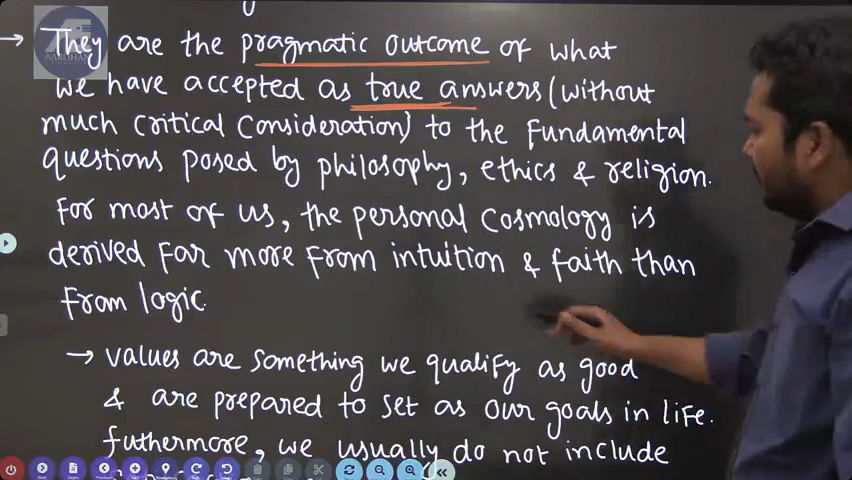 → They are the pragmatic outcome of what
we have accepted as true answers (without
much critical consideration) to the fundamental
questions posed by philosophy, ethics & religion.
For most of us, the personal cosmology is
derived far more from intuition & faith than
from logic.
→ values are something we qualify as good
& are prepared to set as our goals in life.
futhermore, we usually do not include